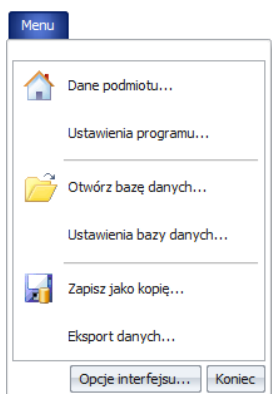 Menu
Dane podmiotu...
Ustawienia programu...
Otwórz bazę danych...
Ustawienia bazy danych...
Zapisz jako kopię...
Eksport danych...
Opcje interfejsu... Koniec